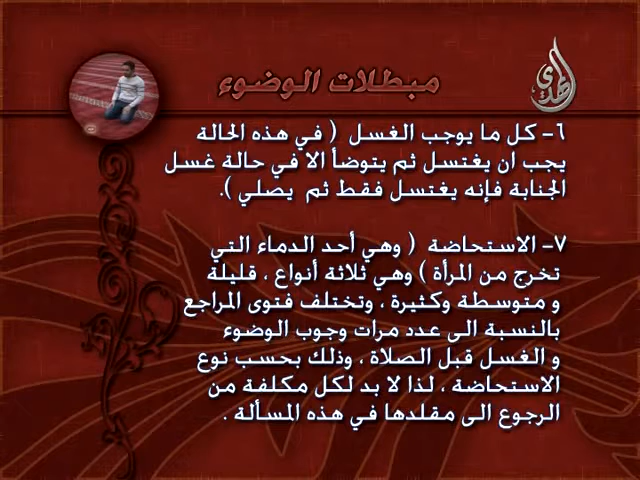 الهدى
مبطلات الوضوء
٦- كل ما يوجب الغسل ( في هذه الحالة
يجب ان يغتسل ثم يتوضأ الا في حالة غسل
الجنابة فإنه يغتسل فقط ثم يصلي ).
٧- الاستحاضة ( وهي أحد الدماء التي
تخرج من المرأة ) وهي ثلاثة أنواع ، قليلة
و متوسطة وكثيرة ، وتختلف فتوى المراجع
بالنسبة الى عدد مرات وجوب الوضوء
و الغسل قبل الصلاة ، وذلك بحسب نوع
الاستحاضة ، لذا لا بد لكل مكلفة من
الرجوع الى مقلدها في هذه المسألة .